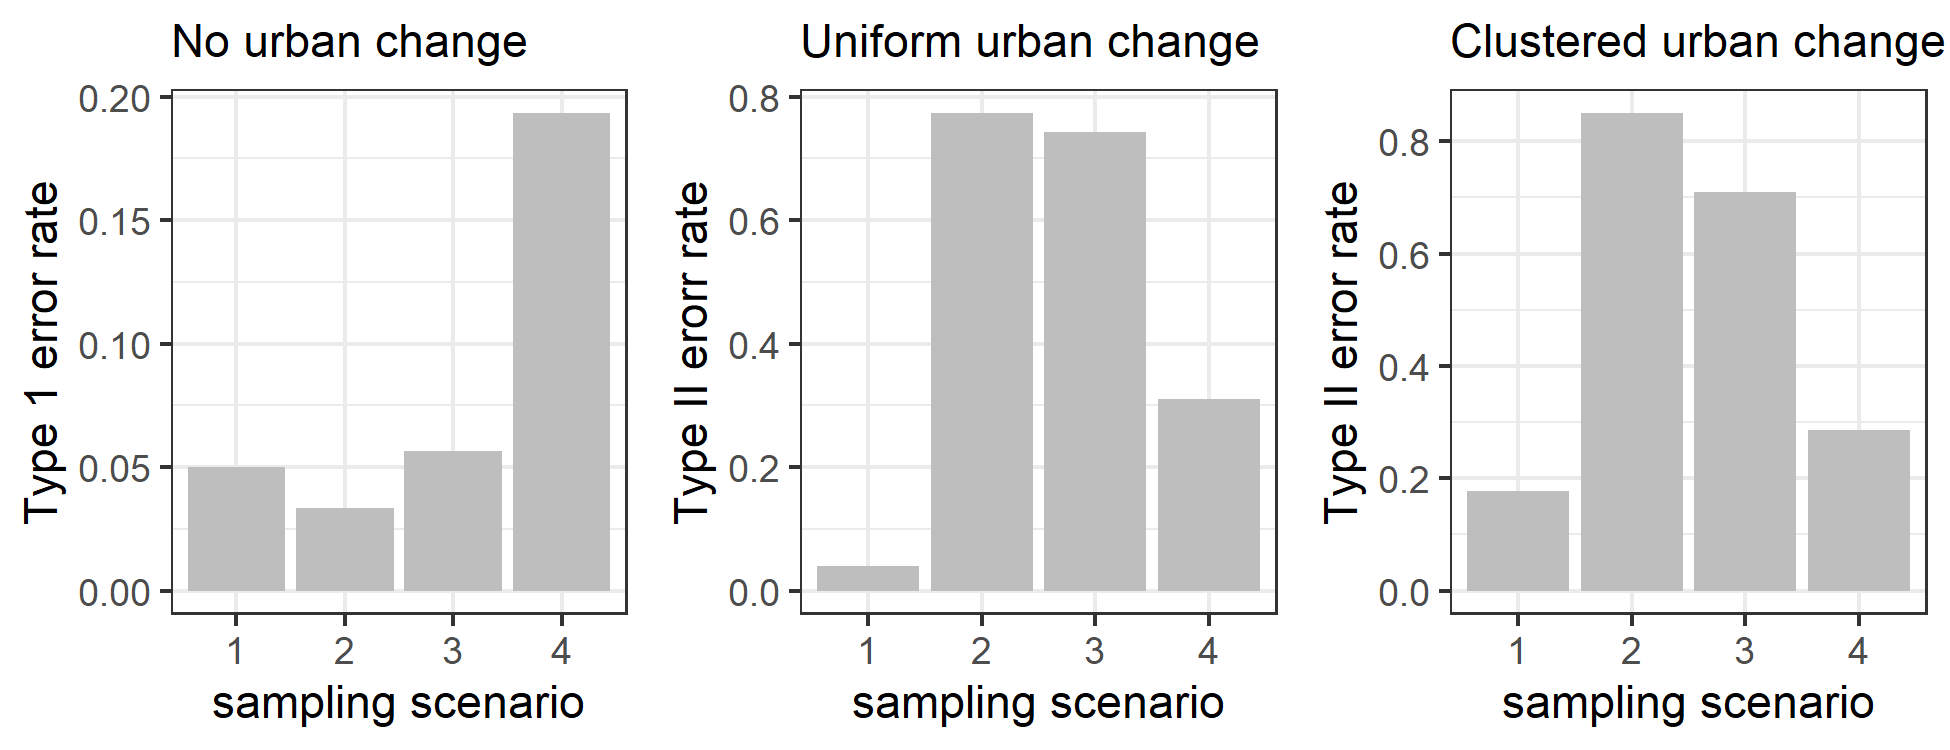 No urban change
Type 1 error rate
0.20
0.15
0.10
0.05
0.00
1 2 3 4
sampling scenario
Uniform urban change
Type II erorr rate
0.8
0.6
0.4
0.2
0.0
1 2 3 4
sampling scenario
Clustered urban change
Type II error rate
0.8
0.6
0.4
0.2
0.0
1 2 3 4
sampling scenario